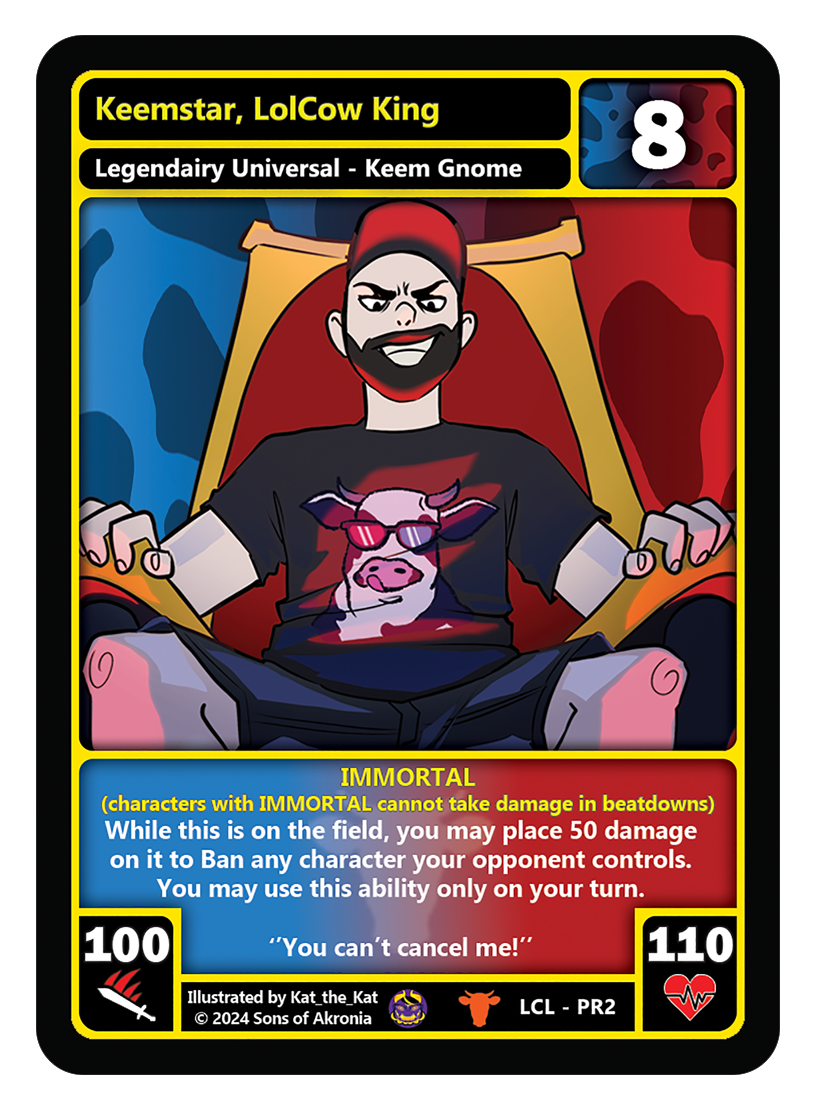 Keemstar, LolCow King
8
Legendairy Universal - Keem Gnome
IMMORTAL
(characters with IMMORTAL cannot take damage in beatdowns)
While this is on the field, you may place 50 damage
on it to Ban any character your opponent controls.
You may use this ability only on your turn.
100
‘‘You can’t cancel me!’’
110
Illustrated by Kat_the_Kat
© 2024 Sons of Akronia
LCL - PR2